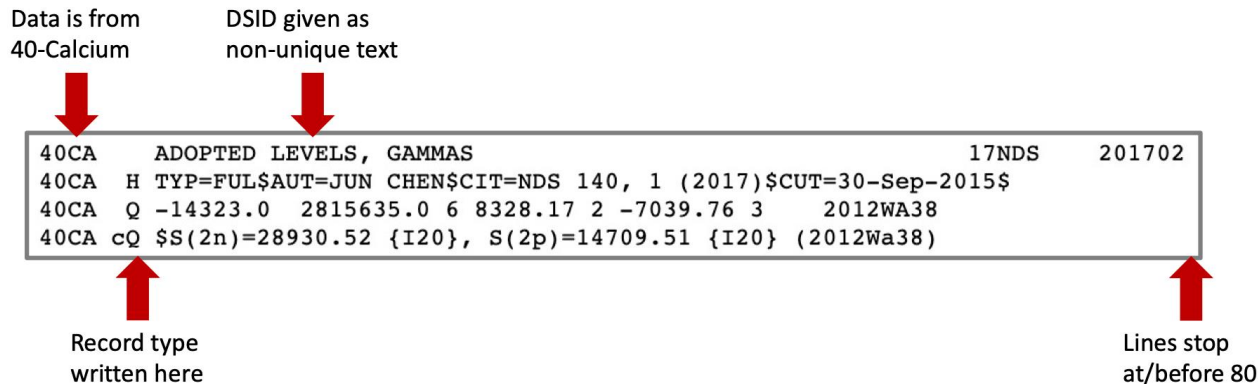 Data is from
40-Calcium
DSID given as
non-unique text
40CA     ADOPTED LEVELS, GAMMAS                                  17NDS     201702
40CA  H TYP=FUL$AUT=JUN CHEN$CIT=NDS 140, 1 (2017)$CUT=30-Sep-2015$
40CA  Q -14323.0  2815635.0 6 8328.17 2 -7039.76 3     2012WA38
40CA cQ $S(2n)=28930.52 {I20}, S(2p)=14709.51 {I20} (2012Wa38)
Record type
written here
Lines stop
at/before 80